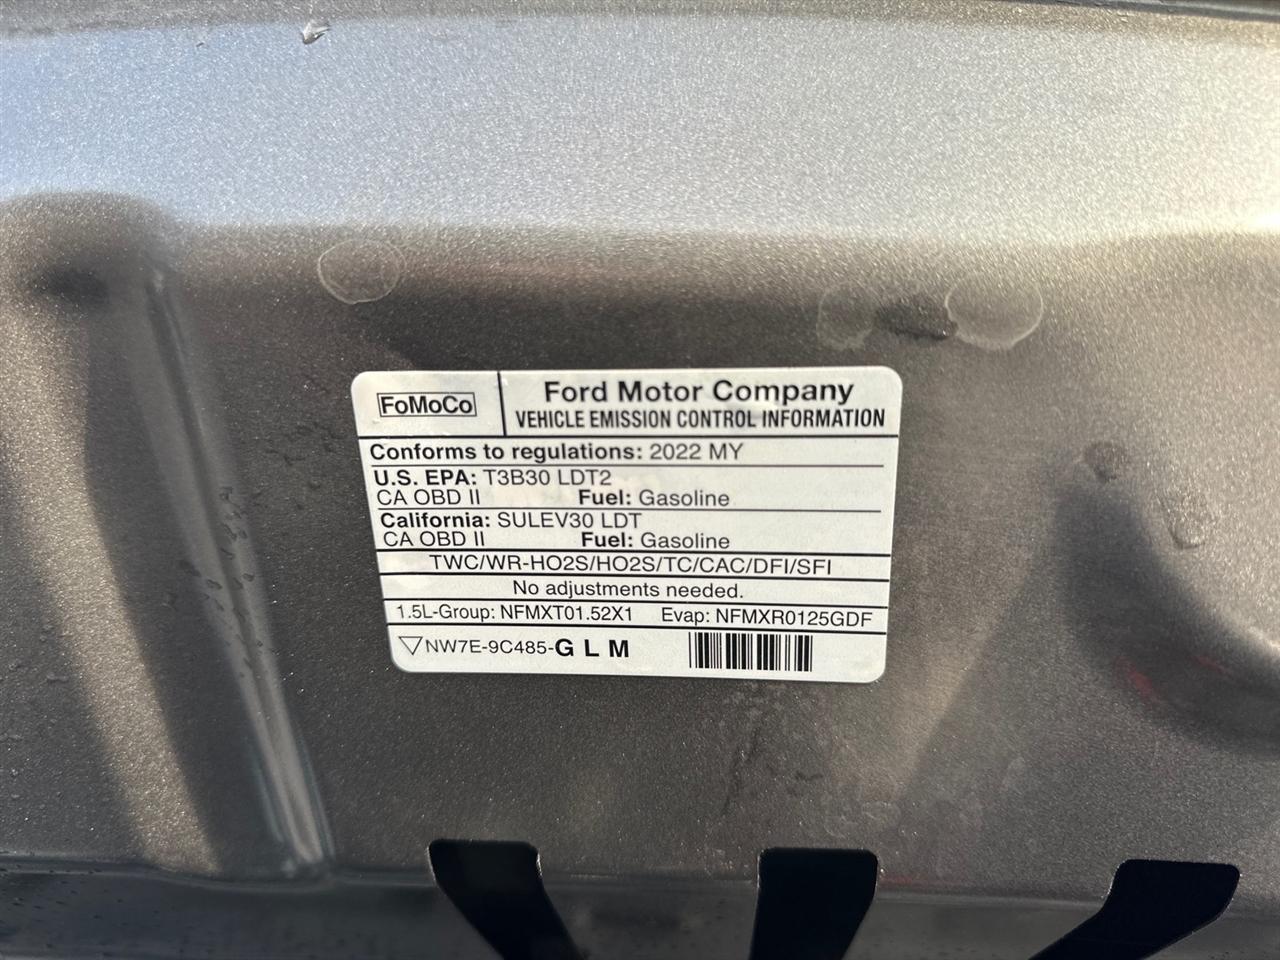 FoMoCo
Ford Motor Company
VEHICLE EMISSION CONTROL INFORMATION
Conforms to regulations: 2022 MY
U.S. EPA: T3B30 LDT2
CA OBD II Fuel: Gasoline
California: SULEV30 LDT
CA OBD II Fuel: Gasoline
TWC/WR-HO2S/HO2S/TC/CAC/DFI/SFI
No adjustments needed.
1.5L-Group: NFMXT01.52X1 Evap: NFMXR0125GDF
NW7E-9C485-G L M